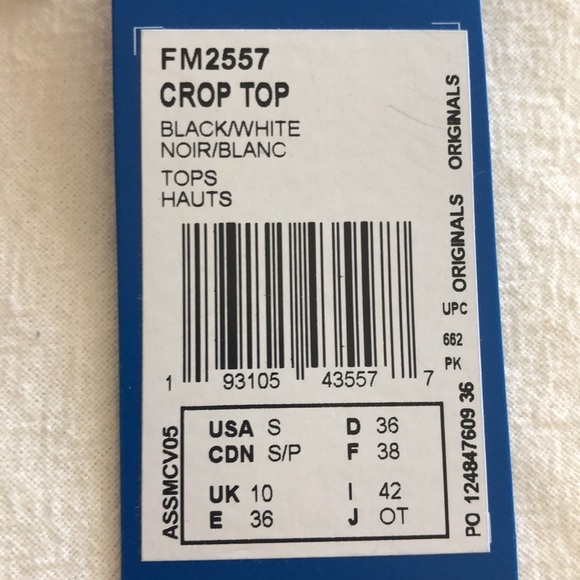 FM2557
CROP TOP
BLACK/WHITE
NOIR/BLANC
TOPS
HAUTS
1 93105 43557 7
USA S D 36
CDN S/P F 38
UK 10 I 42
E 36 J OT
ASSMCV05
ORIGINALS ORIGINALS
UPC
662
PK
PO 124847609 36